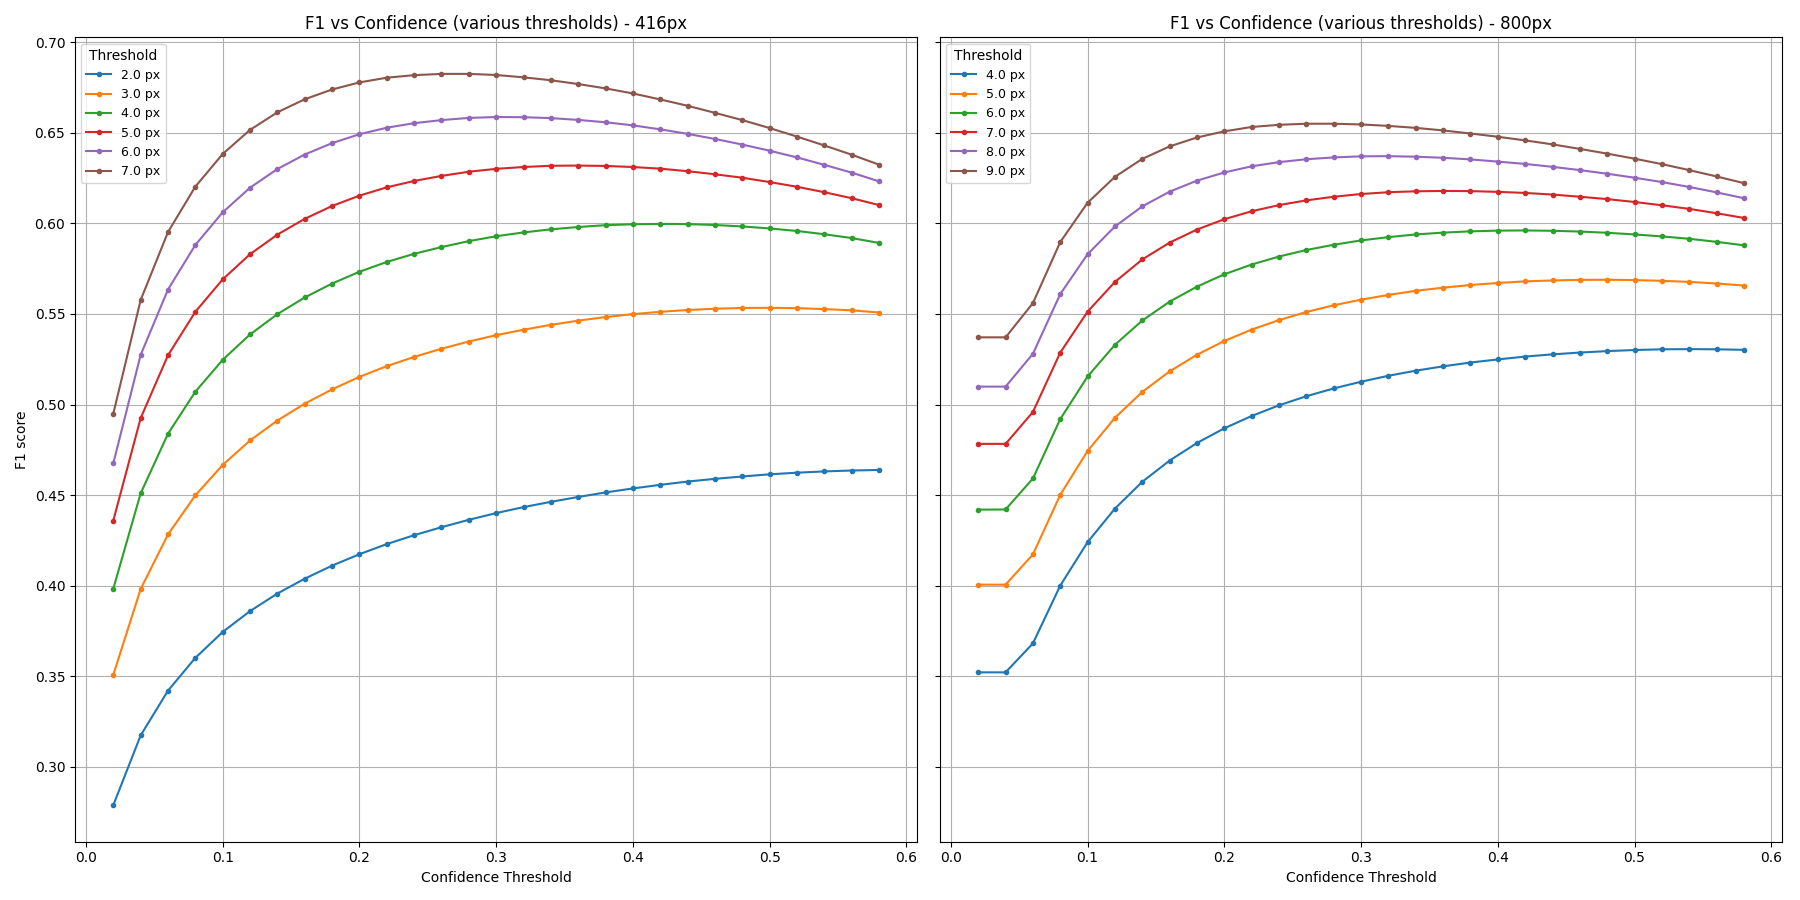 F1 vs Confidence (various thresholds) - 416px
Threshold
2.0 px
3.0 px
4.0 px
5.0 px
6.0 px
7.0 px
0.70
0.65
0.60
0.55
0.50
0.45
0.40
0.35
0.30
F1 score
0.0 0.1 0.2 0.3 0.4 0.5 0.6
Confidence Threshold
F1 vs Confidence (various thresholds) - 800px
Threshold
4.0 px
5.0 px
6.0 px
7.0 px
8.0 px
9.0 px
0.0 0.1 0.2 0.3 0.4 0.5 0.6
Confidence Threshold